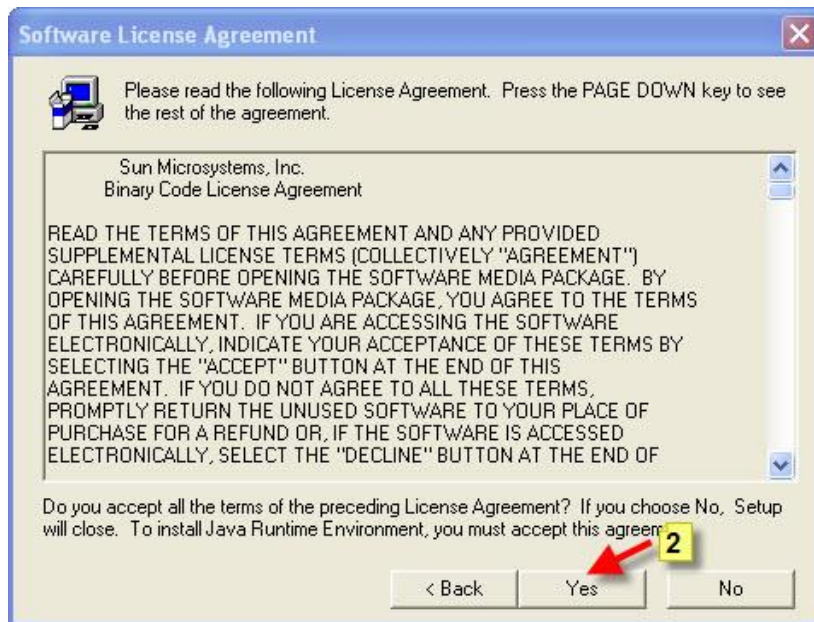 Software License Agreement
Please read the following License Agreement. Press the PAGE DOWN key to see
the rest of the agreement.
Sun Microsystems, Inc.
Binary Code License Agreement
READ THE TERMS OF THIS AGREEMENT AND ANY PROVIDED
SUPPLEMENTAL LICENSE TERMS (COLLECTIVELY "AGREEMENT")
CAREFULLY BEFORE OPENING THE SOFTWARE MEDIA PACKAGE. BY
OPENING THE SOFTWARE MEDIA PACKAGE, YOU AGREE TO THE TERMS
OF THIS AGREEMENT. IF YOU ARE ACCESSING THE SOFTWARE
ELECTRONICALLY, INDICATE YOUR ACCEPTANCE OF THESE TERMS BY
SELECTING THE "ACCEPT" BUTTON AT THE END OF THIS
AGREEMENT. IF YOU DO NOT AGREE TO ALL THESE TERMS,
PROMPTLY RETURN THE UNUSED SOFTWARE TO YOUR PLACE OF
PURCHASE FOR A REFUND OR, IF THE SOFTWARE IS ACCESSED
ELECTRONICALLY, SELECT THE "DECLINE" BUTTON AT THE END OF
Do you accept all the terms of the preceding License Agreement? If you choose No, Setup
will close. To install Java Runtime Environment, you must accept this agreem
2
< Back Yes No